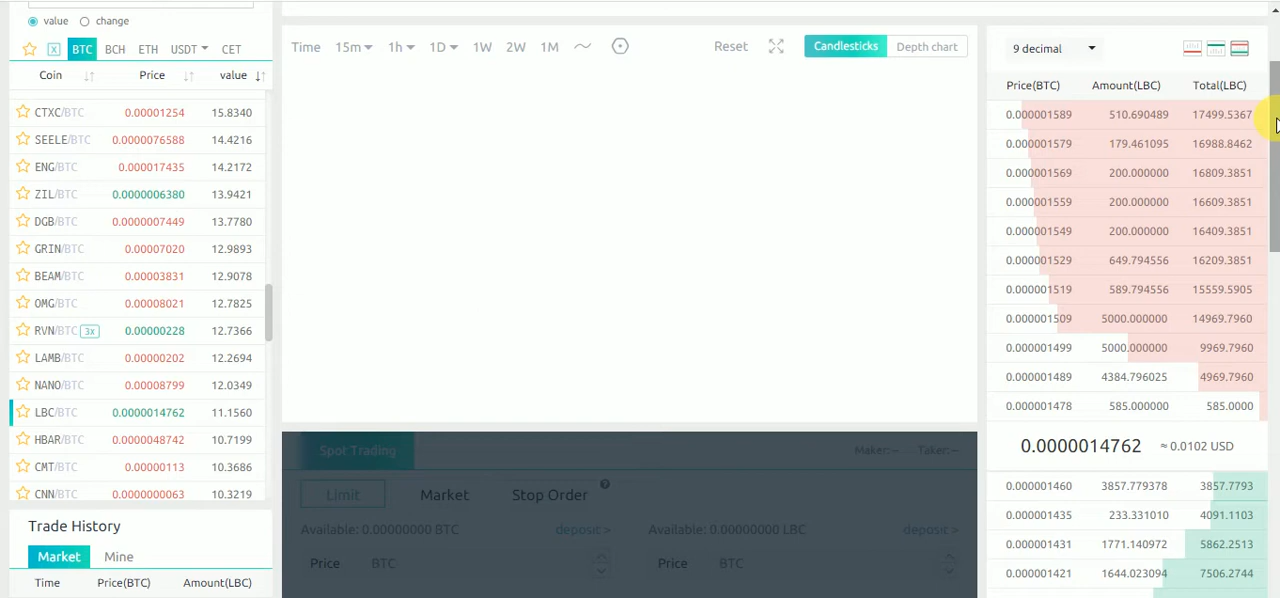 value change
BTC BCH ETH USDT CET
Coin Price value
CTXC/BTC 0.00001254 15.8340
SEELE/BTC 0.0000076588 14.4216
ENG/BTC 0.000017435 14.2172
ZIL/BTC 0.0000006380 13.9421
DGB/BTC 0.0000007449 13.7780
GRIN/BTC 0.00007020 12.9893
BEAM/BTC 0.00003831 12.9078
OMG/BTC 0.00008021 12.7825
RVN/BTC 3x 0.00000228 12.7366
LAMB/BTC 0.00000202 12.2694
NANO/BTC 0.00008799 12.0349
LBC/BTC 0.0000014762 11.1560
HBAR/BTC 0.0000048742 10.7199
CMT/BTC 0.00000113 10.3686
CNN/BTC 0.0000000063 10.3219
Trade History
Market Mine
Time Price(BTC) Amount(LBC)
Time 15m 1h 1D 1W 2W 1M Reset Candlesticks Depth chart
Spot Trading Maker:-- Taker:--
Limit Market Stop Order ?
Available: 0.00000000 BTC deposit > Available: 0.00000000 LBC deposit >
Price BTC Price BTC
9 decimal
Price(BTC) Amount(LBC) Total(LBC)
0.000001589 510.690489 17499.5367
0.000001579 179.461095 16988.8462
0.000001569 200.000000 16809.3851
0.000001559 200.000000 16609.3851
0.000001549 200.000000 16409.3851
0.000001529 649.794556 16209.3851
0.000001519 589.794556 15559.5905
0.000001509 5000.000000 14969.7960
0.000001499 5000.000000 9969.7960
0.000001489 4384.796025 4969.7960
0.000001478 585.000000 585.0000
0.0000014762 ≈0.0102 USD
0.000001460 3857.779378 3857.7793
0.000001435 233.331010 4091.1103
0.000001431 1771.140972 5862.2513
0.000001421 1644.023094 7506.2744